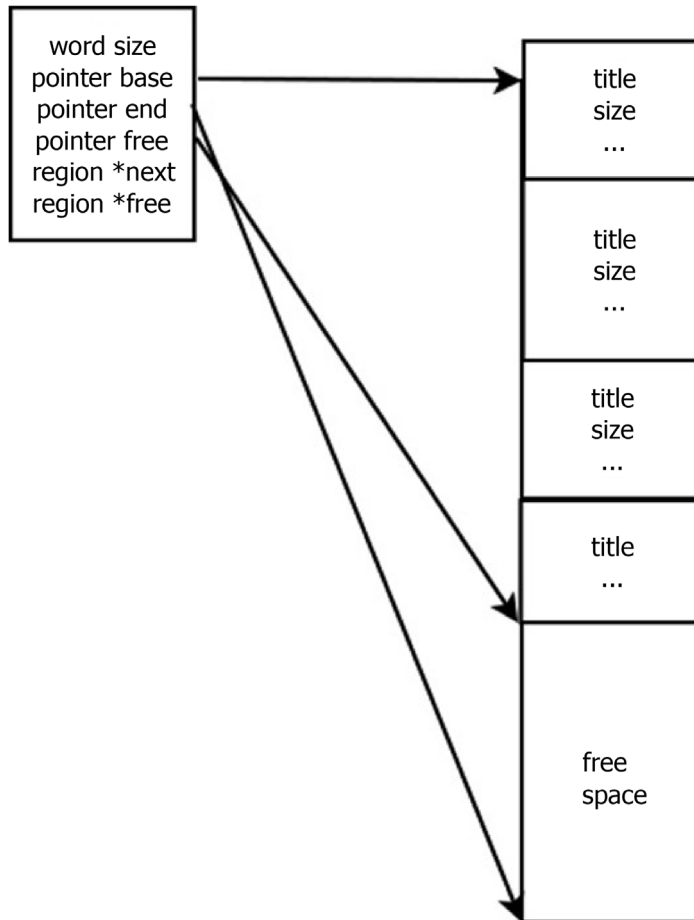 word size
pointer base
pointer end
pointer free
region *next
region *free
title
size
...
title
size
...
title
size
...
title
...
free
space